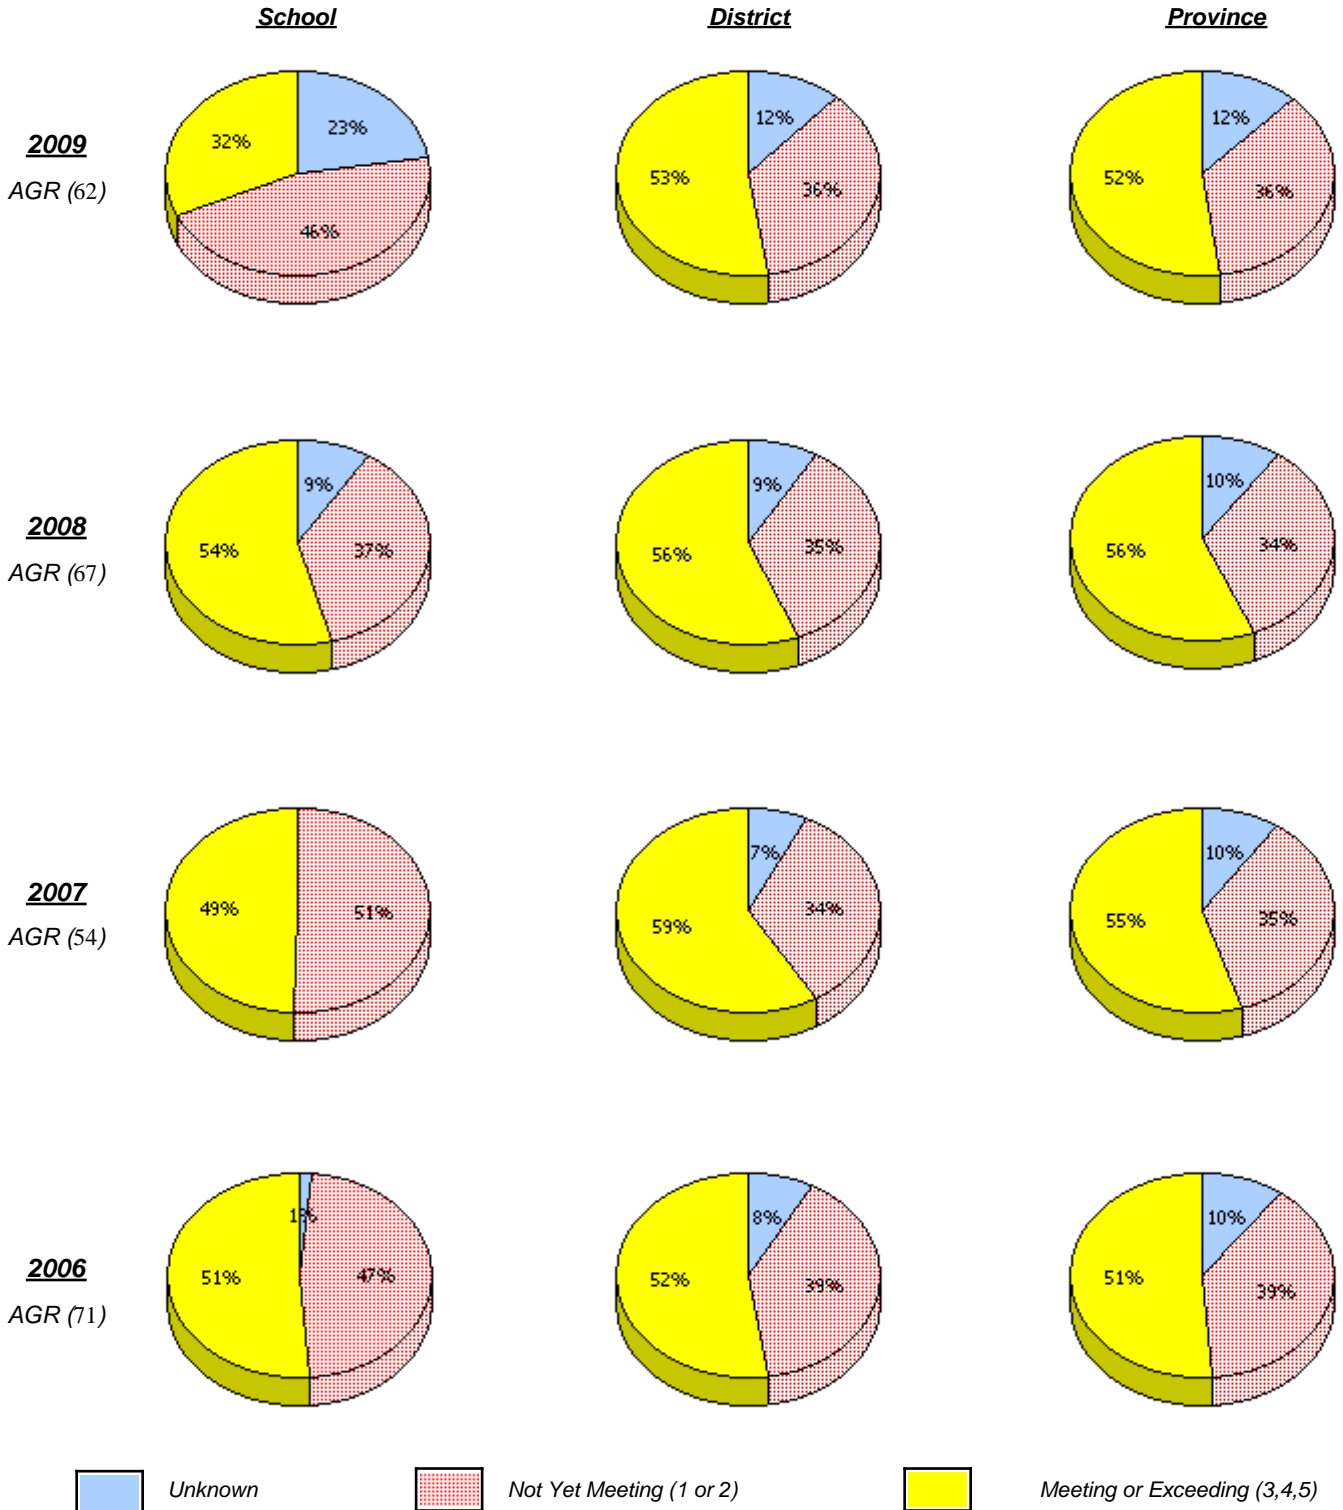 School District Province
2009
AGR (62)
32% 23% 46%
53% 12% 36%
52% 12% 36%
2008
AGR (67)
54% 9% 37%
56% 9% 35%
56% 10% 34%
2007
AGR (54)
49% 51%
59% 7% 34%
55% 10% 35%
2006
AGR (71)
51% 1% 47%
52% 8% 39%
51% 10% 39%
Unknown Not Yet Meeting (1 or 2) Meeting or Exceeding (3,4,5)